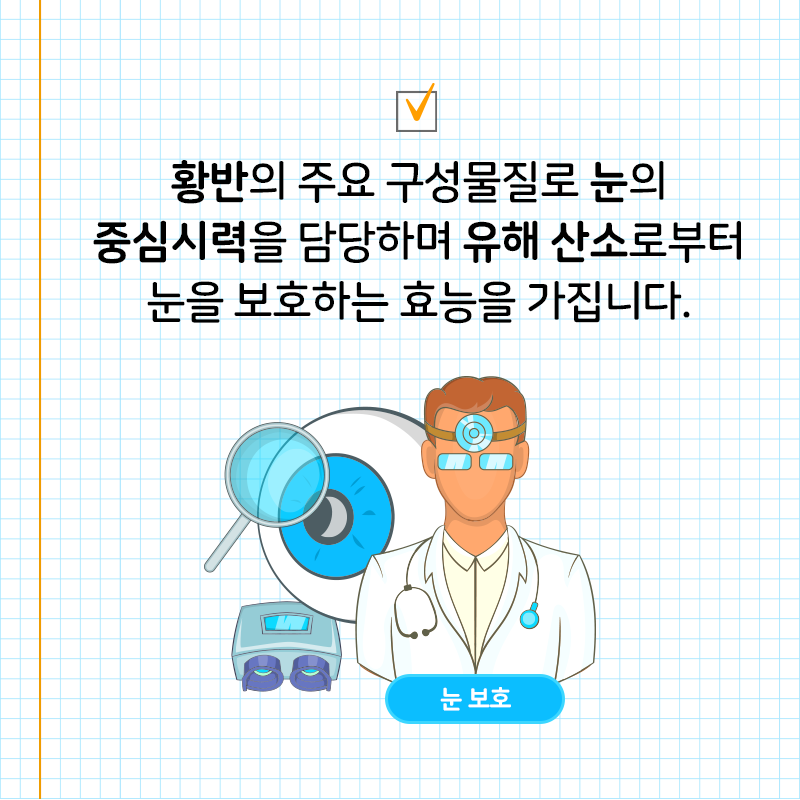 황반의 주요 구성물질로 눈의
중심시력을 담당하며 유해 산소로부터
눈을 보호하는 효능을 가집니다.
눈 보호